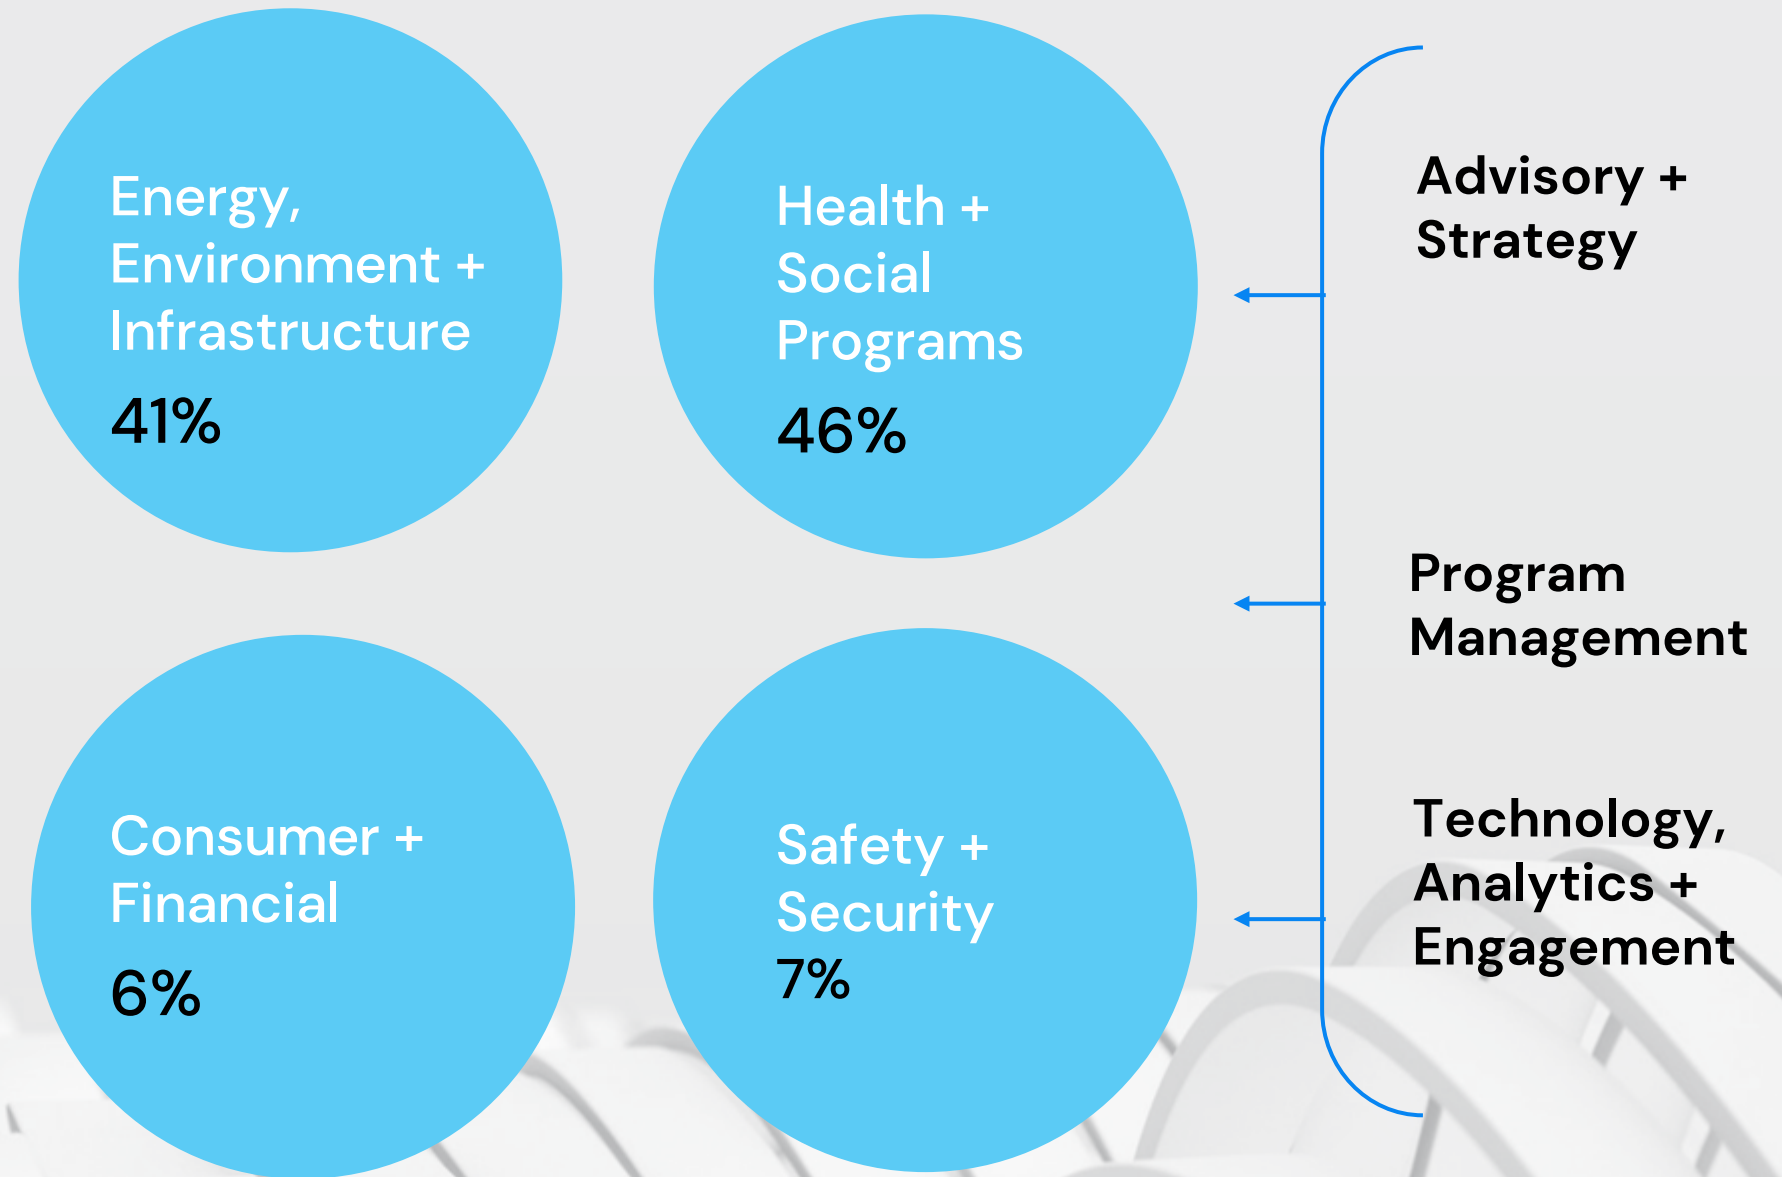 Energy,
Environment +
Infrastructure
41%
Health +
Social
Programs
46%
Consumer +
Financial
6%
Safety +
Security
7%
Advisory +
Strategy
Program
Management
Technology,
Analytics +
Engagement